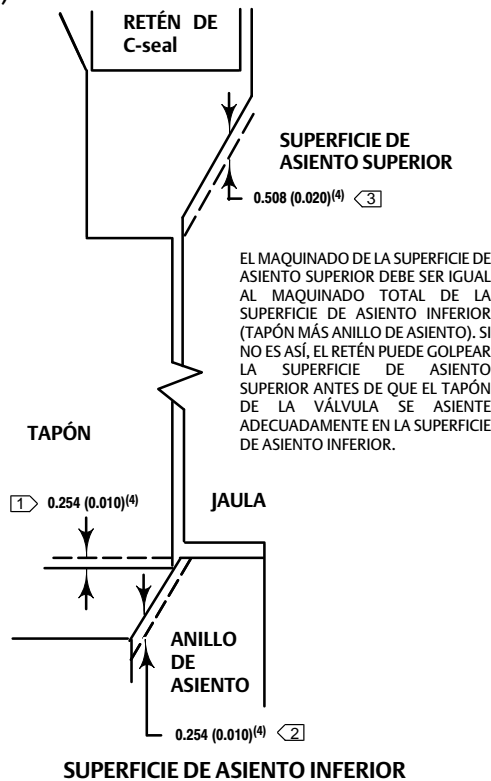 RETÉN DE
C-seal
SUPERFICIE DE
ASIENTO SUPERIOR
0.508 (0.020)(4) 3
EL MAQUINADO DE LA SUPERFICIE DE
ASIENTO SUPERIOR DEBE SER IGUAL
AL MAQUINADO TOTAL DE LA
SUPERFICIE DE ASIENTO INFERIOR
(TAPÓN MÁS ANILLO DE ASIENTO). SI
NO ES ASÍ, EL RETÉN PUEDE GOLPEAR
LA SUPERFICIE DE ASIENTO
SUPERIOR ANTES DE QUE EL TAPÓN
DE LA VÁLVULA SE ASIENTE
ADECUADAMENTE EN LA SUPERFICIE
DE ASIENTO INFERIOR.
TAPÓN
1 0.254 (0.010)(4)
JAULA
ANILLO
DE
ASIENTO
0.254 (0.010)(4) 2
SUPERFICIE DE ASIENTO INFERIOR